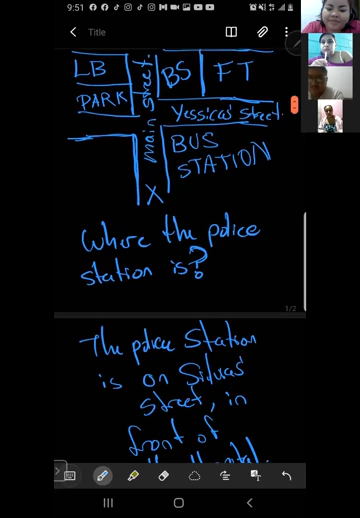 9:51
Title
LB
main street.
BS
FT
PARK
Yessica's street.
BUS
STATION
X
Where the police
station is?
1/2
The police Station
is on
street, in
front of